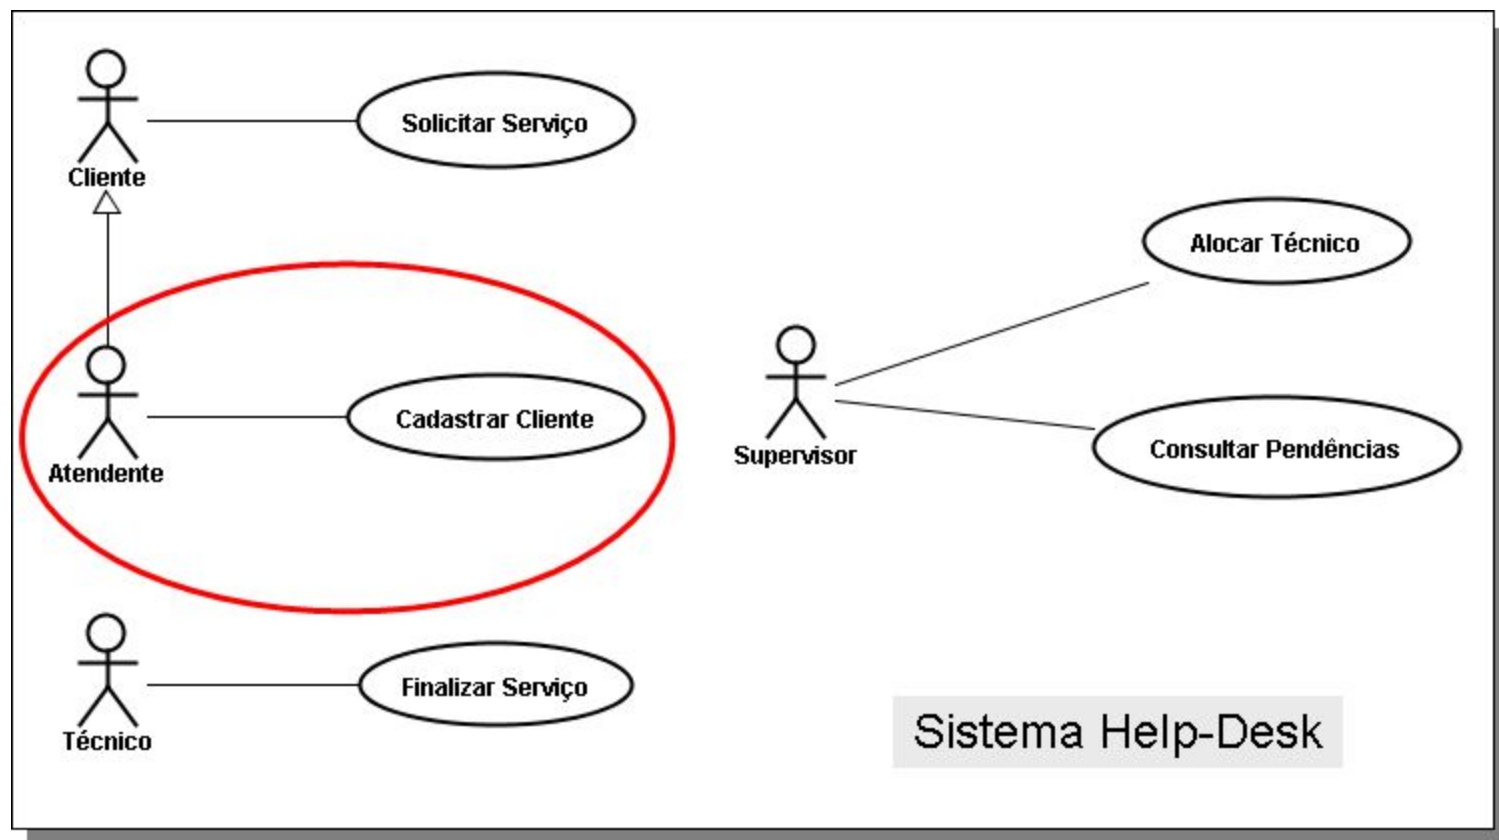 Cliente
Solicitar Serviço
Atendente
Cadastrar Cliente
Técnico
Finalizar Serviço
Supervisor
Alocar Técnico
Consultar Pendências
Sistema Help-Desk